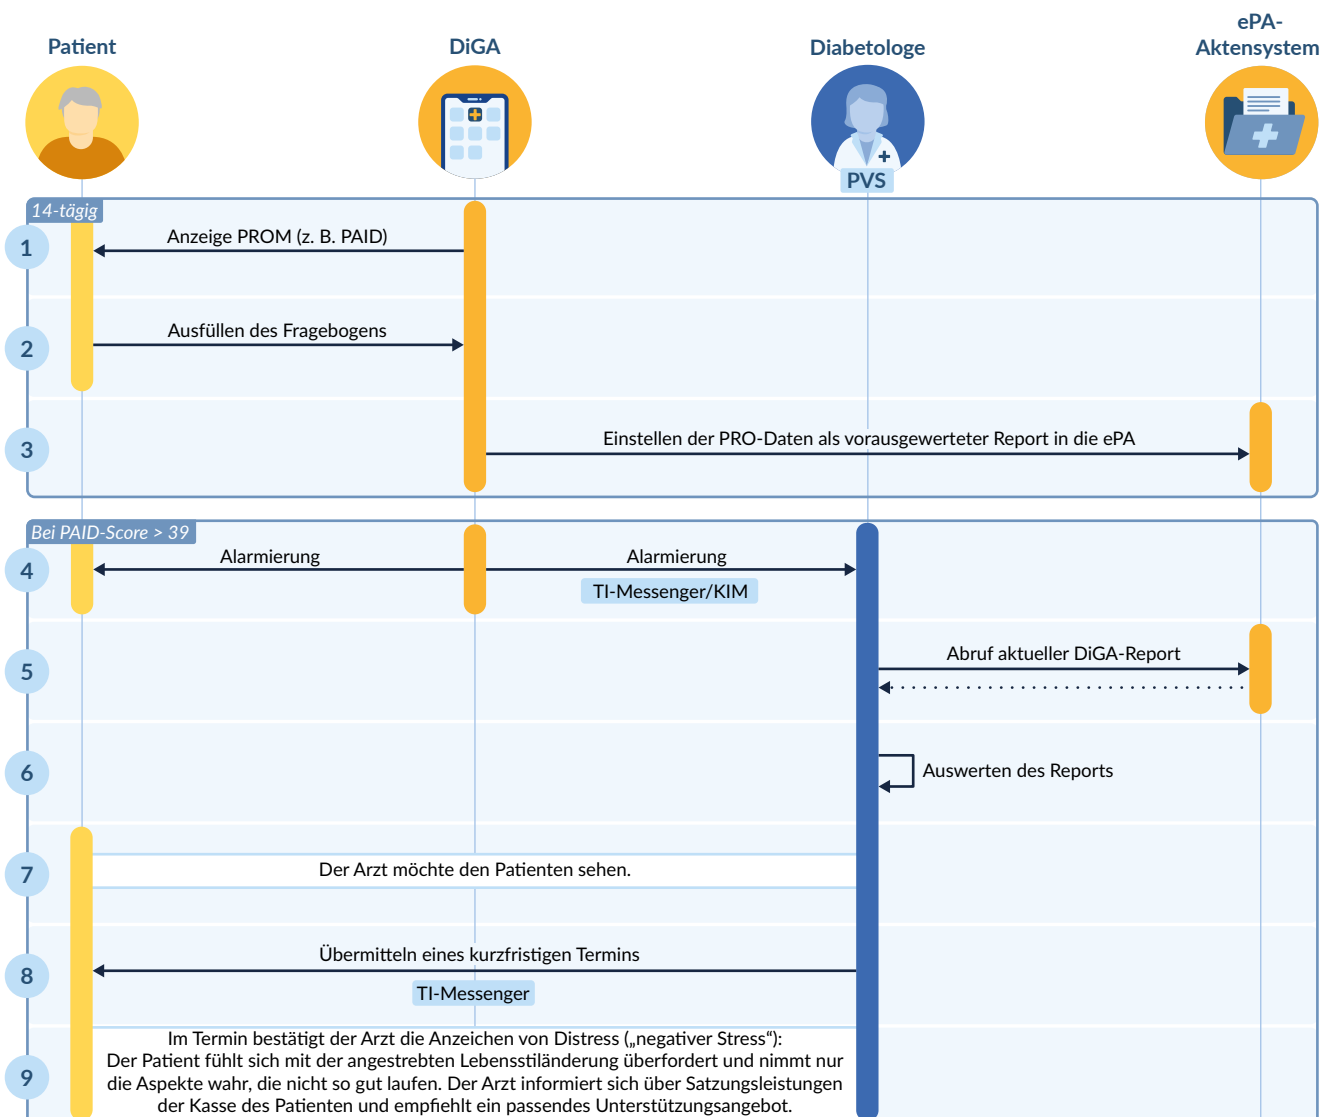 ePA-
Patient
DiGA
Diabetologe
Aktensystem
PVS
14-tägig
1
Anzeige PROM (z. B. PAID)
2
Ausfüllen des Fragebogens
3
Einstellen der PRO-Daten als vorausgewerteter Report in die ePA
Bei PAID-Score > 39
4
Alarmierung
Alarmierung
TI-Messenger/KIM
5
Abruf aktueller DiGA-Report
6
Auswerten des Reports
7
Der Arzt möchte den Patienten sehen.
8
Übermitteln eines kurzfristigen Termins
TI-Messenger
9
Im Termin bestätigt der Arzt die Anzeichen von Distress („negativer Stress“):
Der Patient fühlt sich mit der angestrebten Lebensstiländerung überfordert und nimmt nur
die Aspekte wahr, die nicht so gut laufen. Der Arzt informiert sich über Satzungsleistungen
der Kasse des Patienten und empfiehlt ein passendes Unterstützungsangebot.